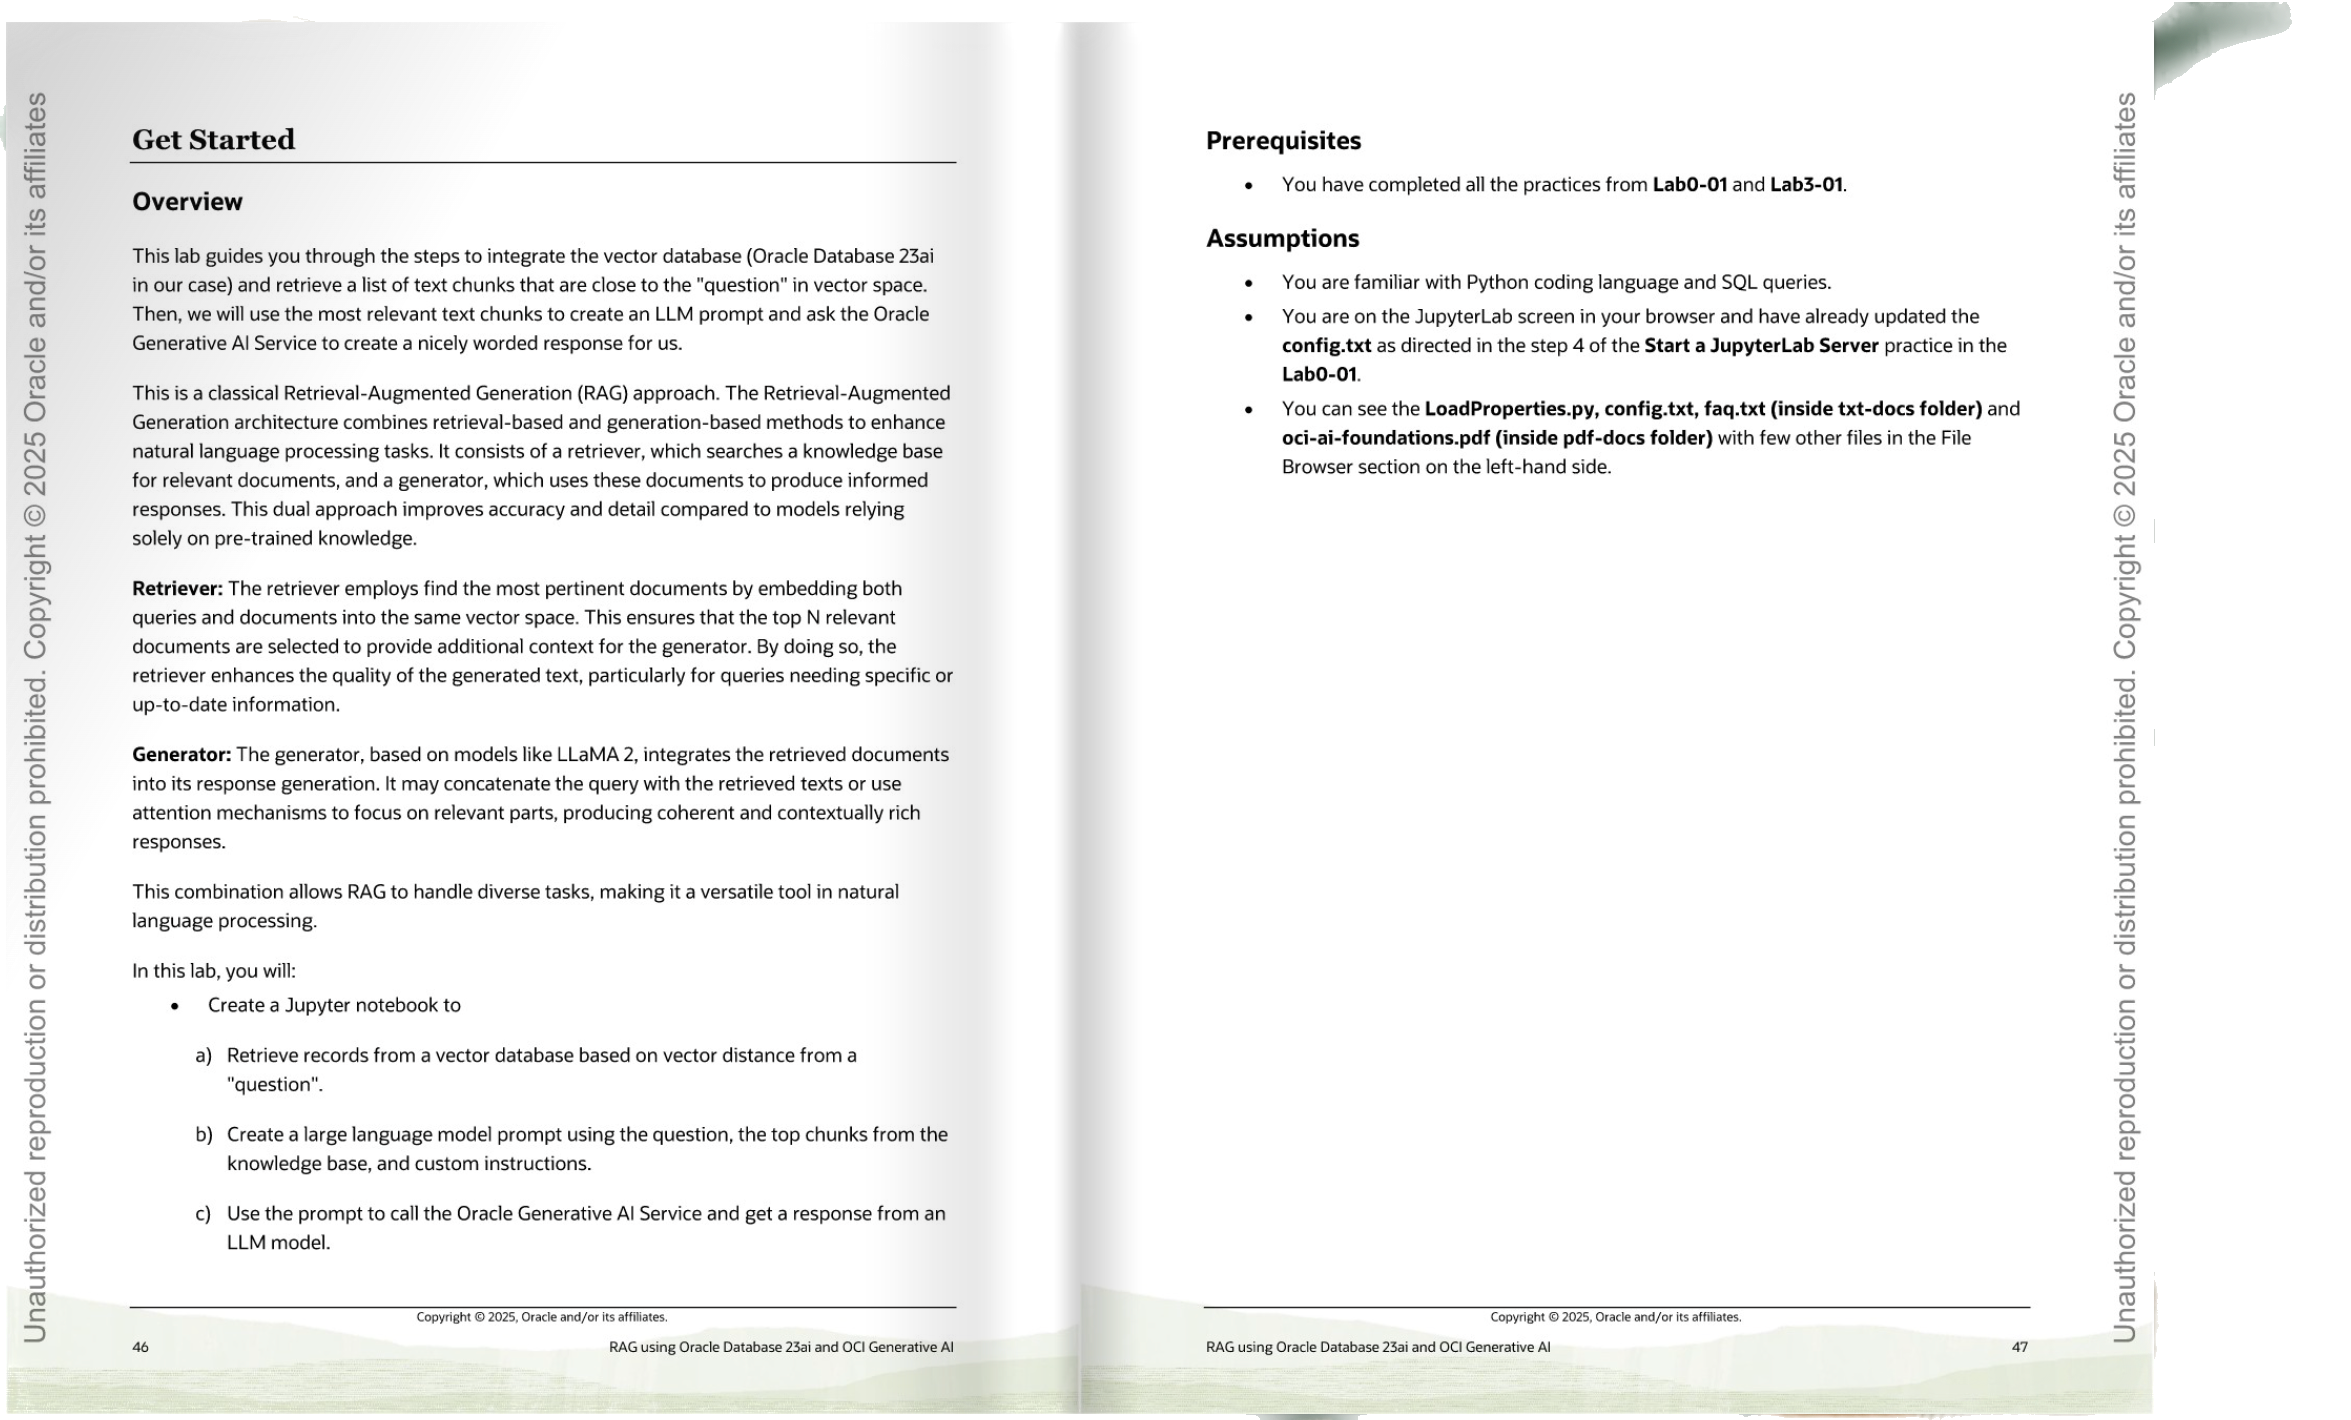 Unauthorized reproduction or distribution prohibited. Copyright © 2025 Oracle and/or its affiliates
Get Started
Overview
This lab guides you through the steps to integrate the vector database (Oracle Database 23ai
in our case) and retrieve a list of text chunks that are close to the "question" in vector space.
Then, we will use the most relevant text chunks to create an LLM prompt and ask the Oracle
Generative AI Service to create a nicely worded response for us.
This is a classical Retrieval-Augmented Generation (RAG) approach. The Retrieval-Augmented
Generation architecture combines retrieval-based and generation-based methods to enhance
natural language processing tasks. It consists of a retriever, which searches a knowledge base
for relevant documents, and a generator, which uses these documents to produce informed
responses. This dual approach improves accuracy and detail compared to models relying
solely on pre-trained knowledge.
Retriever: The retriever employs find the most pertinent documents by embedding both
queries and documents into the same vector space. This ensures that the top N relevant
documents are selected to provide additional context for the generator. By doing so, the
retriever enhances the quality of the generated text, particularly for queries needing specific or
up-to-date information.
Generator: The generator, based on models like LLaMA 2, integrates the retrieved documents
into its response generation. It may concatenate the query with the retrieved texts or use
attention mechanisms to focus on relevant parts, producing coherent and contextually rich
responses.
This combination allows RAG to handle diverse tasks, making it a versatile tool in natural
language processing.
In this lab, you will:
• Create a Jupyter notebook to
a) Retrieve records from a vector database based on vector distance from a
"question".
b) Create a large language model prompt using the question, the top chunks from the
knowledge base, and custom instructions.
c) Use the prompt to call the Oracle Generative AI Service and get a response from an
LLM model.
Copyright © 2025, Oracle and/or its affiliates.
46 RAG using Oracle Database 23ai and OCI Generative AI
Prerequisites
• You have completed all the practices from Lab0-01 and Lab3-01.
Assumptions
• You are familiar with Python coding language and SQL queries.
• You are on the JupyterLab screen in your browser and have already updated the
config.txt as directed in the step 4 of the Start a JupyterLab Server practice in the
Lab0-01.
• You can see the LoadProperties.py, config.txt, faq.txt (inside txt-docs folder) and
oci-ai-foundations.pdf (inside pdf-docs folder) with few other files in the File
Browser section on the left-hand side.
Copyright © 2025, Oracle and/or its affiliates.
RAG using Oracle Database 23ai and OCI Generative AI 47
Unauthorized reproduction or distribution prohibited. Copyright © 2025 Oracle and/or its affiliates